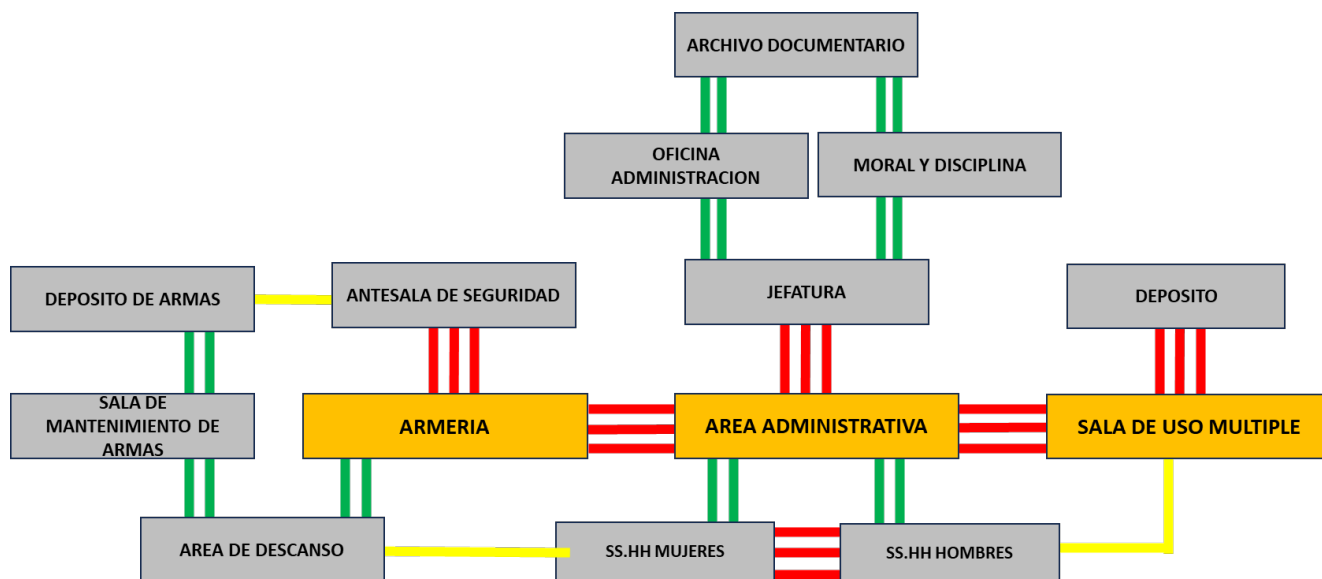 ARCHIVO DOCUMENTARIO
OFICINA
ADMINISTRACION
MORAL Y DISCIPLINA
DEPOSITO DE ARMAS
ANTESALA DE SEGURIDAD
JEFATURA
DEPOSITO
SALA DE
MANTENIMIENTO DE
ARMAS
ARMERIA
AREA ADMINISTRATIVA
SALA DE USO MULTIPLE
AREA DE DESCANSO
SS.HH MUJERES
SS.HH HOMBRES